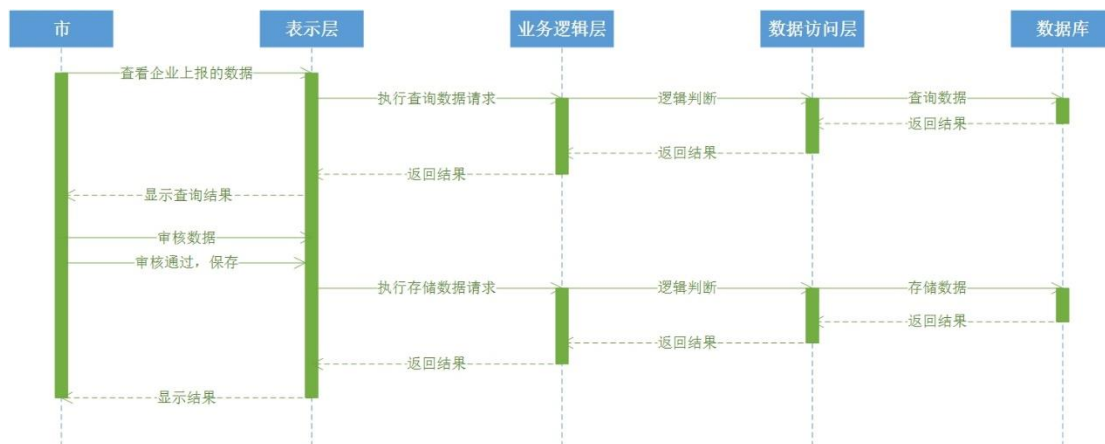 市
表示层
业务逻辑层
数据访问层
数据库
查看企业上报的数据
执行查询数据请求
逻辑判断
查询数据
返回结果
返回结果
返回结果
显示查询结果
审核数据
审核通过，保存
执行存储数据请求
逻辑判断
存储数据
返回结果
返回结果
返回结果
显示结果